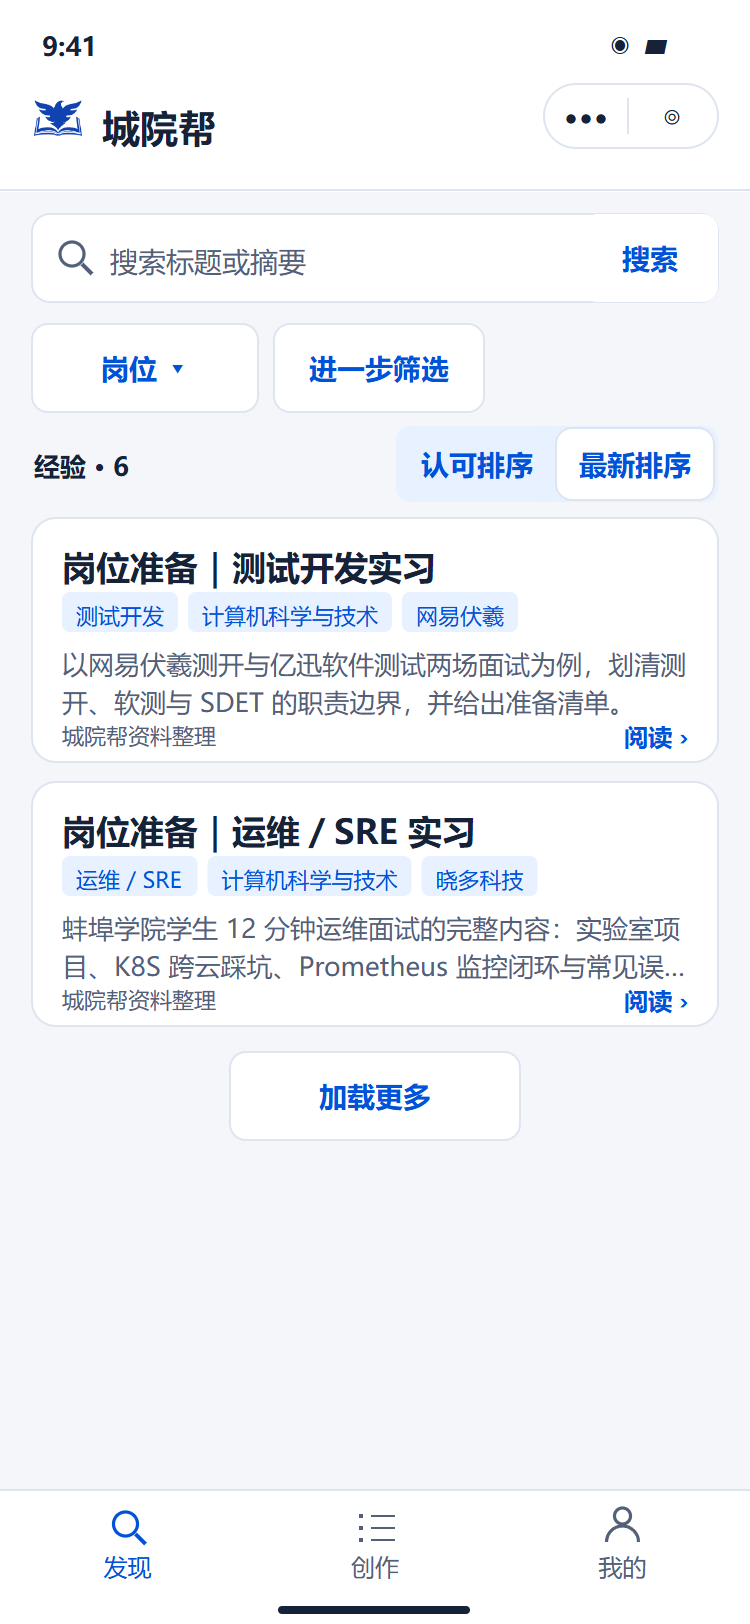 9:41
城院帮
搜索标题或摘要
搜索
岗位 ▼
进一步筛选
经验 · 6
认可排序
最新排序
岗位准备｜测试开发实习
测试开发
计算机科学与技术
网易伏羲
以网易伏羲测开与亿迅软件测试两场面试为例，划清测
开、软测与 SDET 的职责边界，并给出准备清单。
城院帮资料整理
阅读 ›
岗位准备｜运维 / SRE 实习
运维 / SRE
计算机科学与技术
晓多科技
蚌埠学院学生 12 分钟运维面试的完整内容：实验室项
目、K8S 跨云踩坑、Prometheus 监控闭环与常见误...
城院帮资料整理
阅读 ›
加载更多
发现
创作
我的